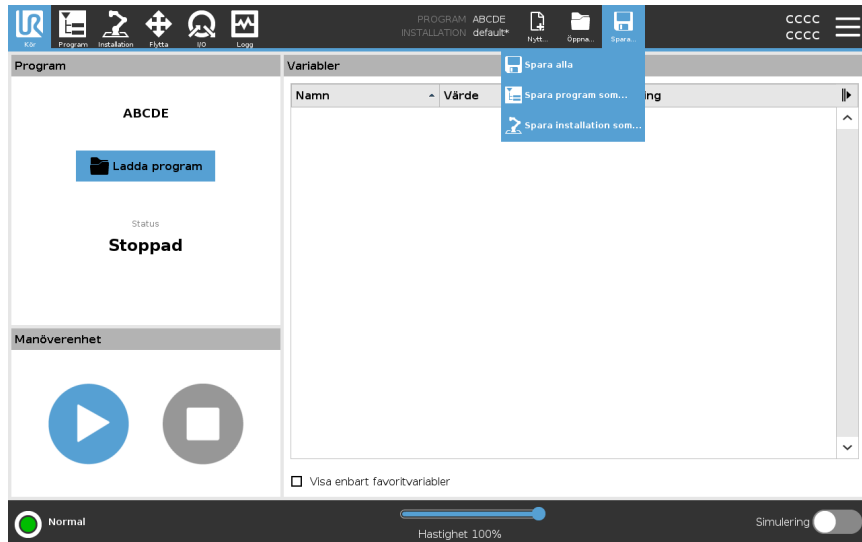 UR
Kör
Program
Installation
Flytta
I/O
Logg
PROGRAM ABCDE
INSTALLATION default*
Nytt...
Öppna...
Spara...
cccc
cccc
Program
ABCDE
Ladda program
Status
Stoppad
Manöverenhet
Variabler
Namn
Värde
ing
Spara alla
Spara program som...
Spara installation som...
Visa enbart favoritvariabler
Normal
Hastighet 100%
Simulering